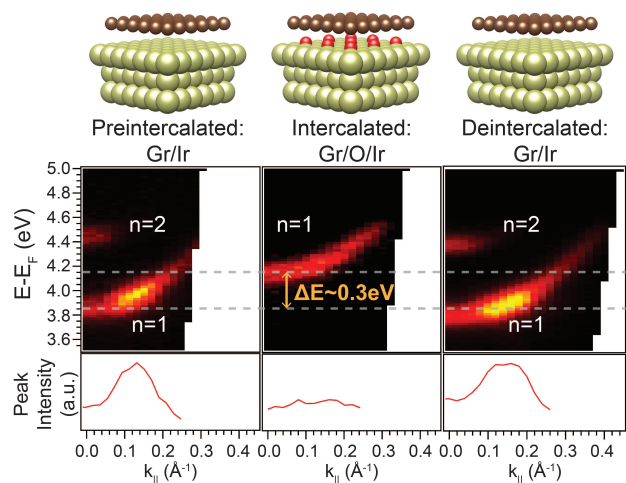 Preintercalated:
Gr/Ir
Intercalated:
Gr/O/Ir
Deintercalated:
Gr/Ir
E-E_F (eV)
5.0
4.8
4.6
4.4
4.2
4.0
3.8
3.6
n=2
n=1
n=1
ΔE~0.3eV
n=2
n=1
Peak
Intensity
(a.u.)
0.0 0.1 0.2 0.3 0.4
k_|| (Å⁻¹)
0.0 0.1 0.2 0.3 0.4
k_|| (Å⁻¹)
0.0 0.1 0.2 0.3 0.4
k_|| (Å⁻¹)